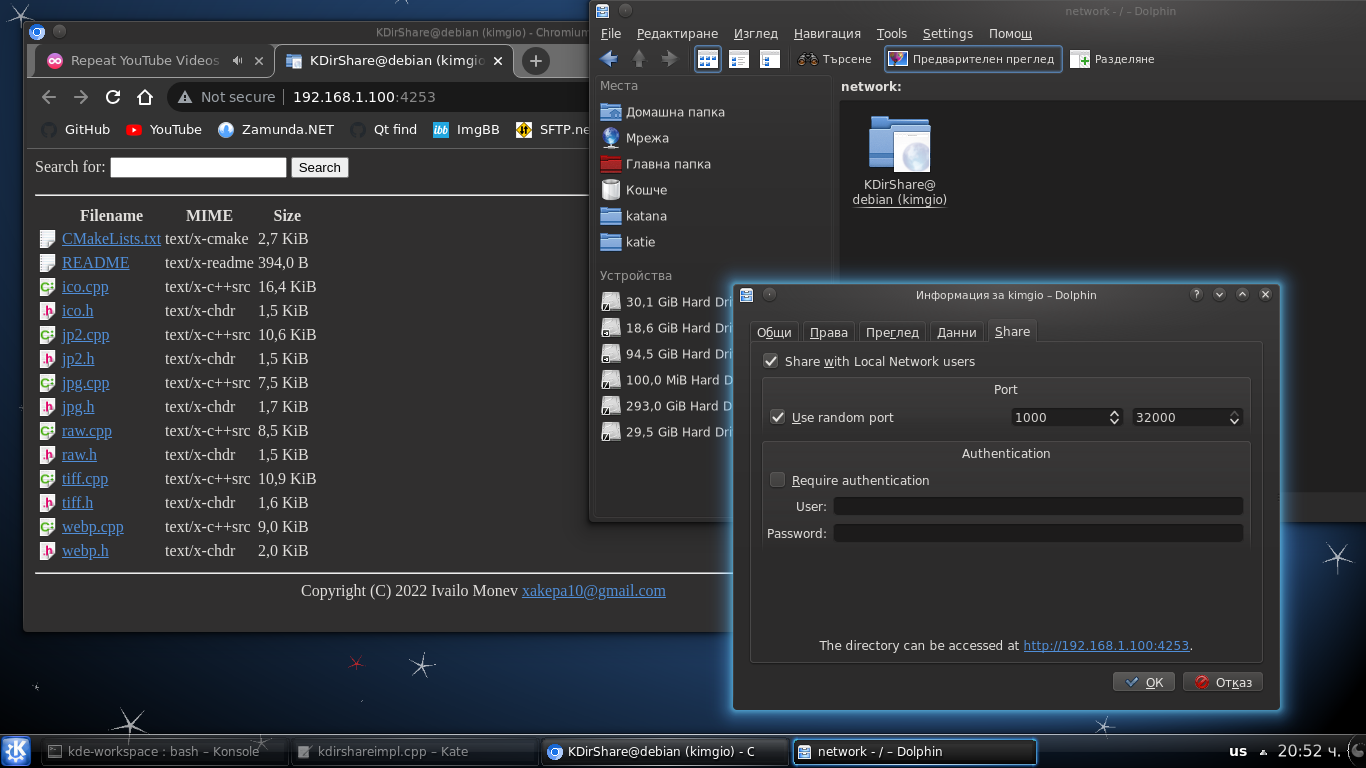 KDirShare@debian (kimgio) - Chromium
Repeat YouTube Videos
KDirShare@debian (kimgio
Not secure
192.168.1.100:4253
GitHub
YouTube
Zamunda.NET
Qt find
ImgBB
SFTP.ne
Search for:
Search
Filename MIME Size
CMakeLists.txt text/x-cmake 2,7 KiB
README text/x-readme 394,0 B
ico.cpp text/x-c++src 16,4 KiB
ico.h text/x-chdr 1,5 KiB
jp2.cpp text/x-c++src 10,6 KiB
jp2.h text/x-chdr 1,5 KiB
jpg.cpp text/x-c++src 7,5 KiB
jpg.h text/x-chdr 1,7 KiB
raw.cpp text/x-c++src 8,5 KiB
raw.h text/x-chdr 1,5 KiB
tiff.cpp text/x-c++src 10,9 KiB
tiff.h text/x-chdr 1,6 KiB
webp.cpp text/x-c++src 9,0 KiB
webp.h text/x-chdr 2,0 KiB
Copyright (C) 2022 Ivailo Monev xakepa10@gmail.com
network - / – Dolphin
File Редактиране Изглед Навигация Tools Settings Помощ
Търсене
Предварителен преглед
Разделяне
Места
Домашна папка
Мрежа
Главна папка
Кошче
katana
katie
Устройства
30,1 GiB Hard Dri
18,6 GiB Hard Dri
94,5 GiB Hard Dri
100,0 MiB Hard D
293,0 GiB Hard D
29,5 GiB Hard Dri
network:
KDirShare@
debian (kimgio)
Информация за kimgio – Dolphin
Общи Права Преглед Данни Share
Share with Local Network users
Port
Use random port 1000 32000
Authentication
Require authentication
User:
Password:
The directory can be accessed at http://192.168.1.100:4253.
OK
Отказ
kde-workspace : bash – Konsole
kdirshareimpl.cpp – Kate
KDirShare@debian (kimgio) - C
network - / – Dolphin
us
20:52 ч.